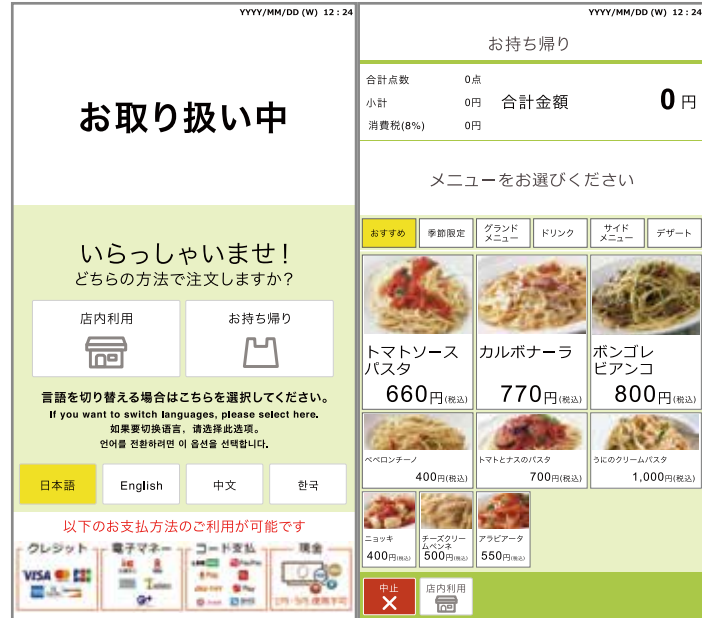 YYYY/MM/DD (W) 12:24
お取り扱い中
いらっしゃいませ！
どちらの方法で注文しますか？
店内利用
お持ち帰り
言語を切り替える場合はこちらを選択してください。
If you want to switch languages, please select here.
如果要切换语言，请选择此选项。
언어를 전환하려면 이 옵션을 선택합니다.
日本語
English
中文
한국
以下のお支払方法のご利用が可能です
クレジット
電子マネー
コード支払
現金
VISA
YYYY/MM/DD (W) 12:24
お持ち帰り
合計点数 0点
小計 0円
消費税(8%) 0円
合計金額 0円
メニューをお選びください
おすすめ
季節限定
グランド
メニュー
ドリンク
サイド
メニュー
デザート
トマトソース
パスタ
660円(税込)
カルボナーラ
770円(税込)
ボンゴレ
ビアンコ
800円(税込)
ペペロンチーノ
400円(税込)
トマトとナスのパスタ
700円(税込)
うにのクリームパスタ
1,000円(税込)
ニョッキ
400円(税込)
チーズクリー
ムペンネ
500円(税込)
アラビアータ
550円(税込)
中止
店内利用